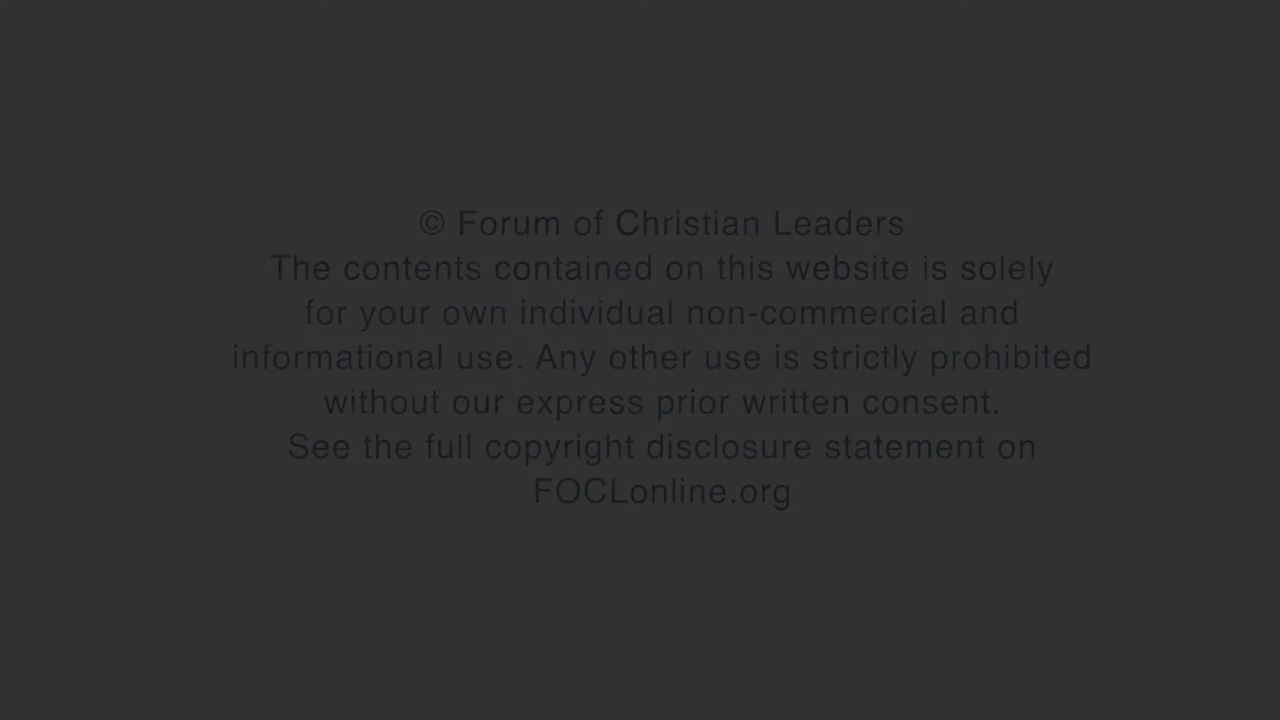 © Forum of Christian Leaders
The contents contained on this website is solely
for your own individual non-commercial and
informational use. Any other use is strictly prohibited
without our express prior written consent.
See the full copyright disclosure statement on
FOCLonline.org